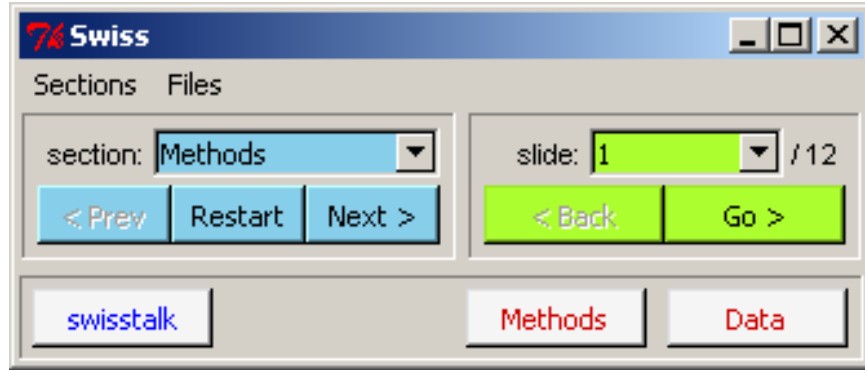 Swiss
Sections Files
section: Methods slide: 1 / 12
< Prev Restart Next > < Back Go >
swisstalk Methods Data